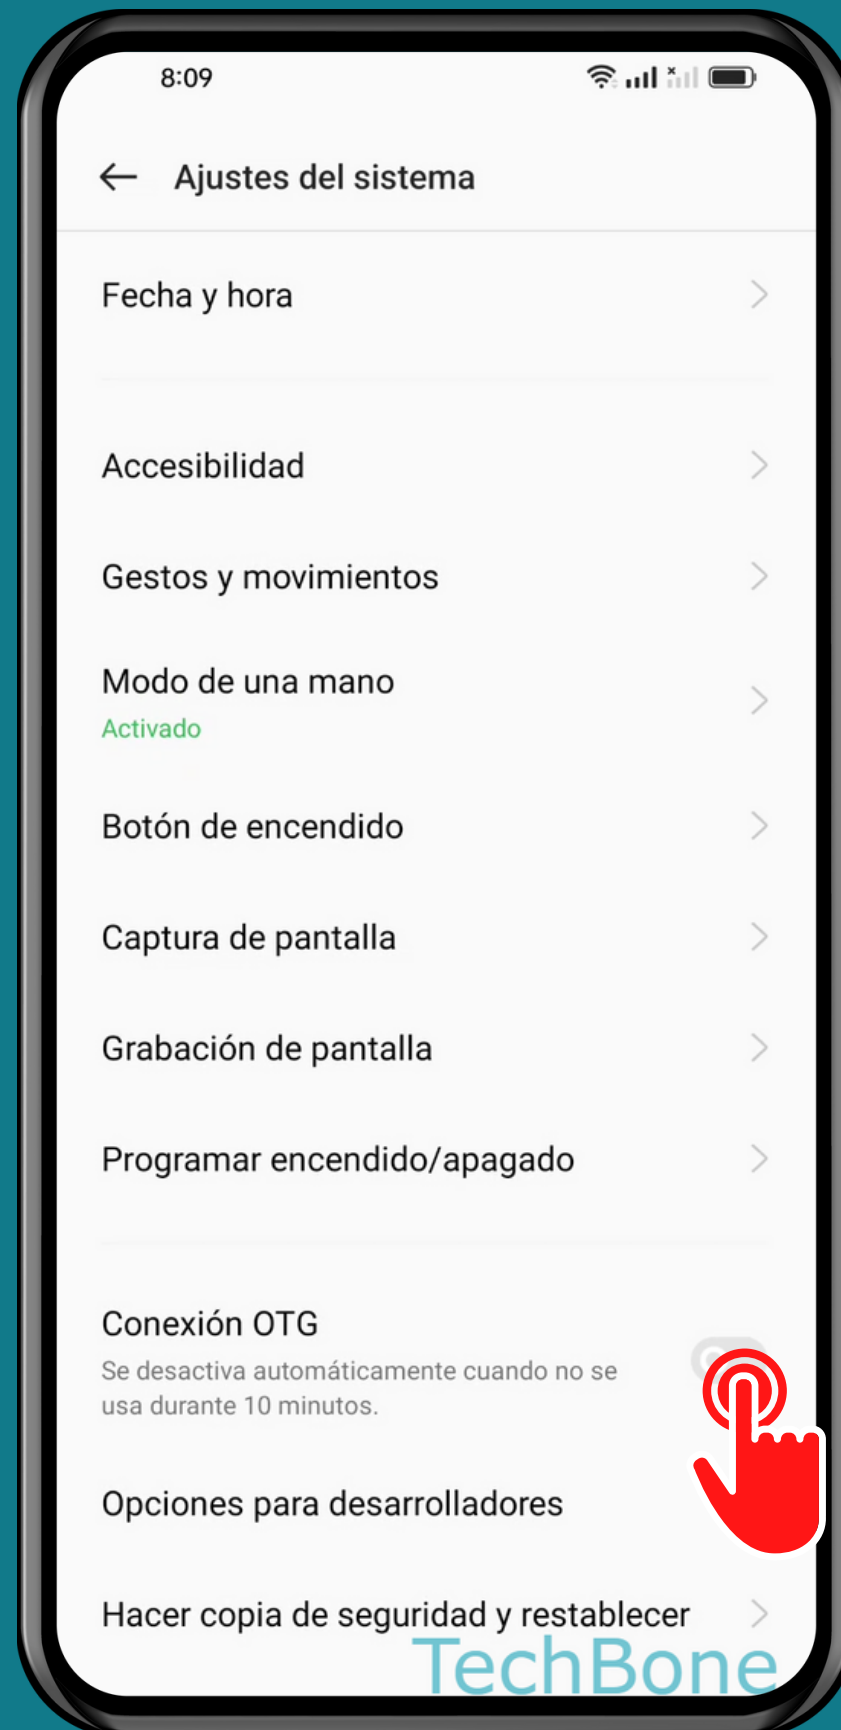 8:09
Ajustes del sistema
Fecha y hora
Accesibilidad
Gestos y movimientos
Modo de una mano
Activado
Botón de encendido
Captura de pantalla
Grabación de pantalla
Programar encendido/apagado
Conexión OTG
Se desactiva automáticamente cuando no se
usa durante 10 minutos.
Opciones para desarrolladores
Hacer copia de seguridad y restablecer
TechBone